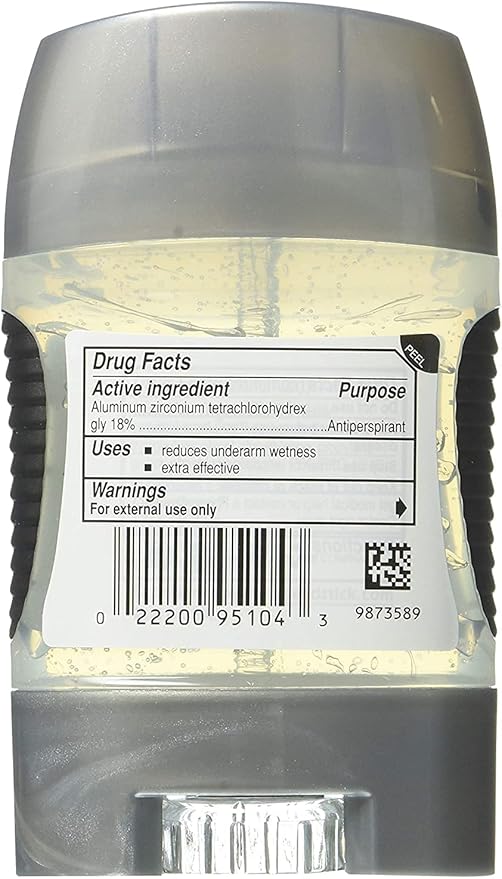 PEEL
Drug Facts
Active ingredient Purpose
Aluminum zirconium tetrachlorohydrex
gly 18% ........................................ Antiperspirant
Uses ■ reduces underarm wetness
■ extra effective
Warnings
For external use only
0 22200 95104 3
9873589